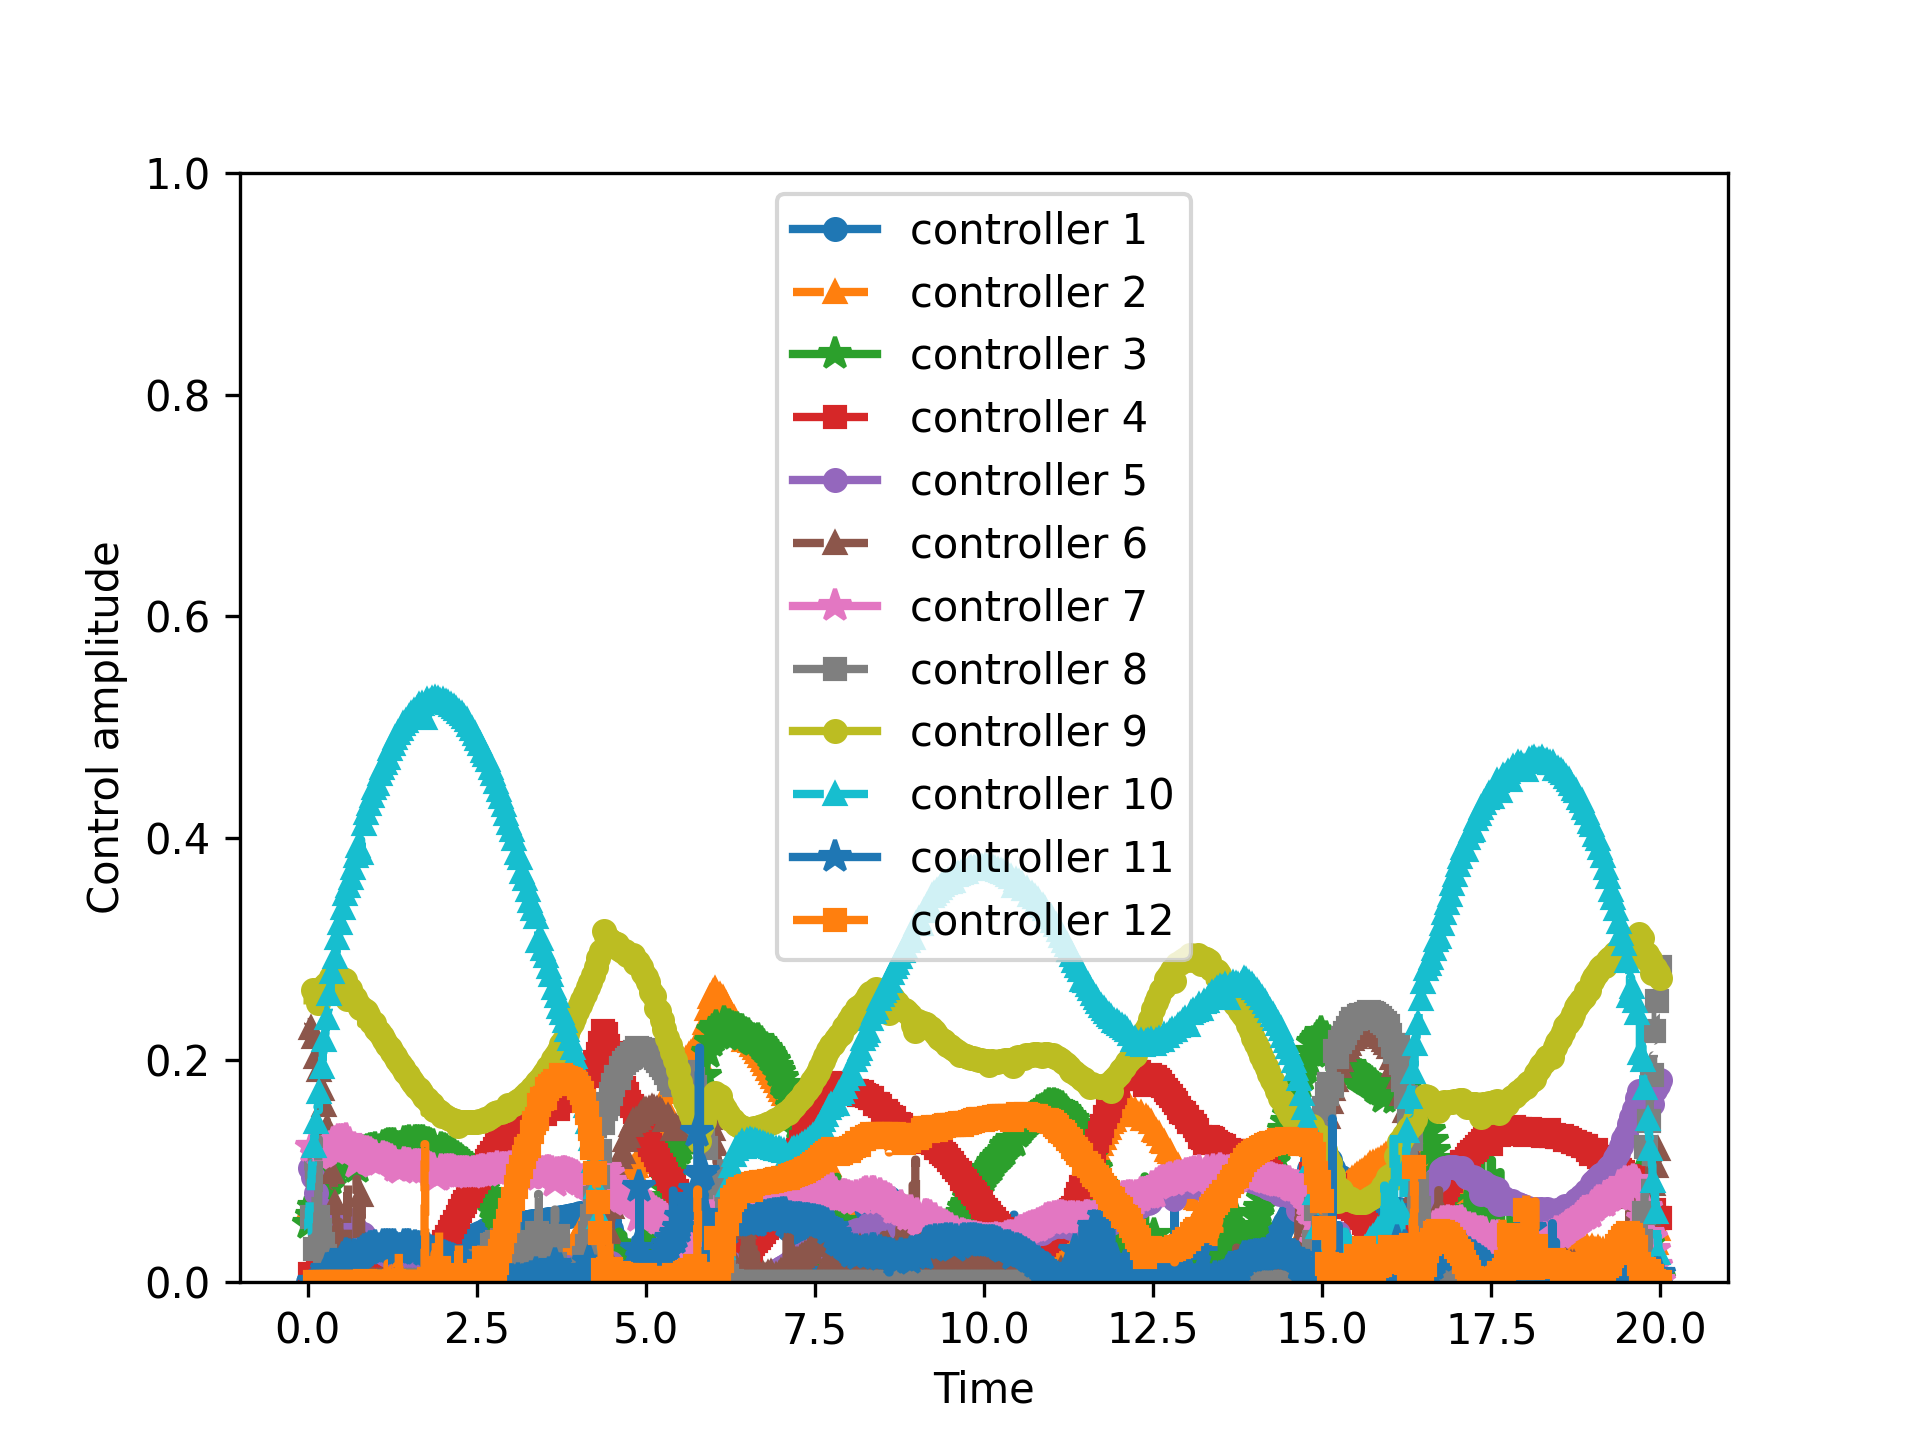 1.0
0.8
0.6
0.4
0.2
0.0
Control amplitude
controller 1
controller 2
controller 3
controller 4
controller 5
controller 6
controller 7
controller 8
controller 9
controller 10
controller 11
controller 12
0.0 2.5 5.0 7.5 10.0 12.5 15.0 17.5 20.0
Time